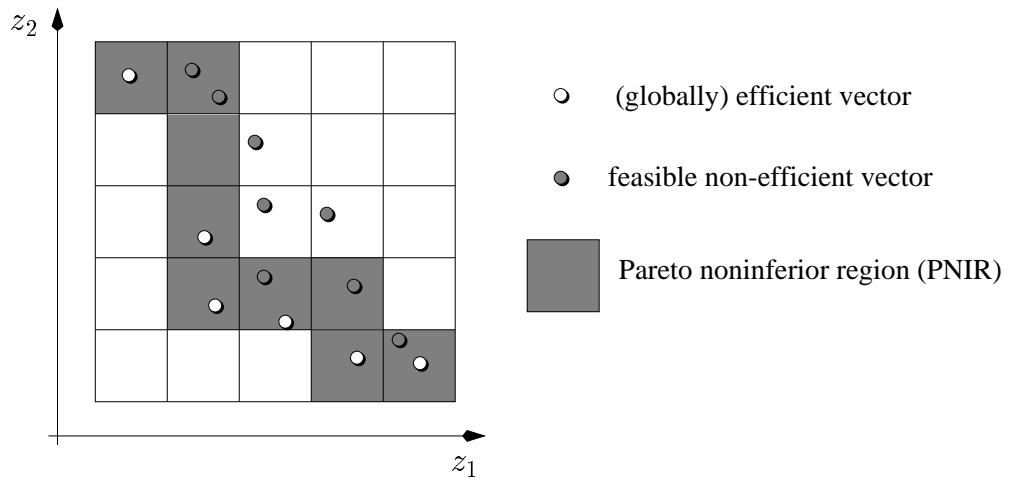 z₂
(globally) efficient vector
feasible non-efficient vector
Pareto noninferior region (PNIR)
z₁